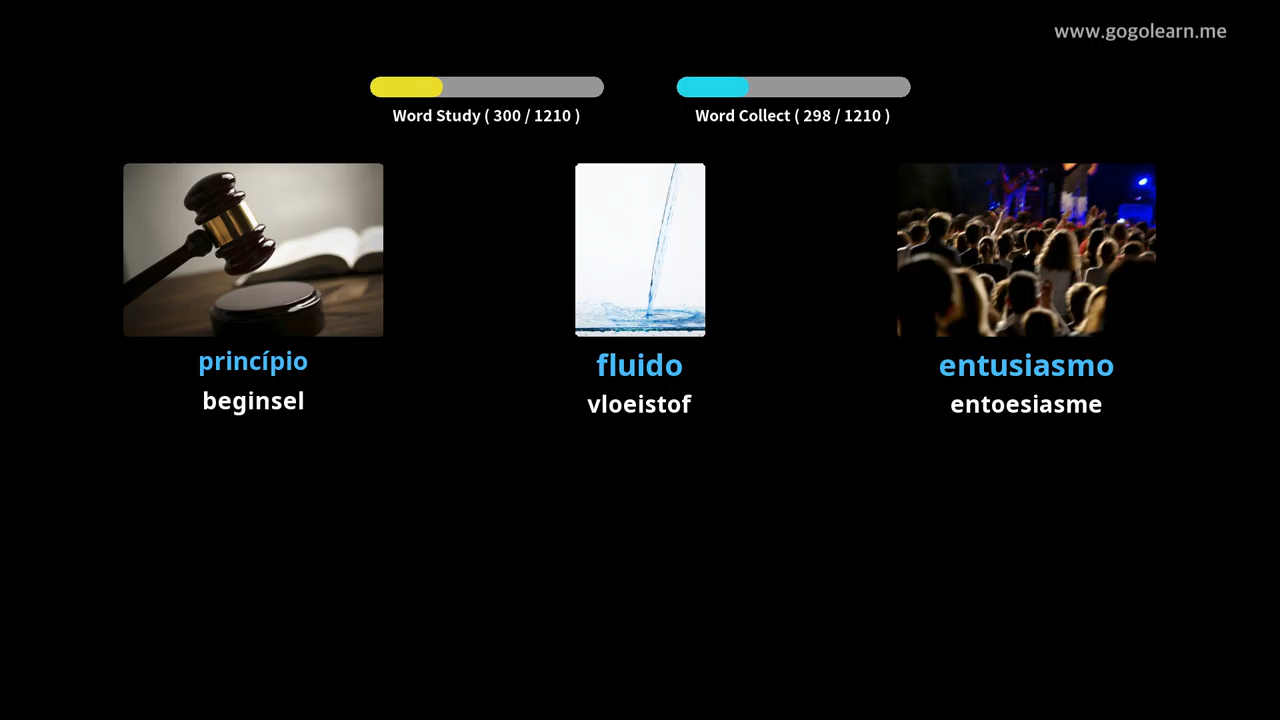 www.gogolearn.me
Word Study ( 300 / 1210 )
Word Collect ( 298 / 1210 )
princípio
beginsel
fluido
vloeistof
entusiasmo
entoesiasme